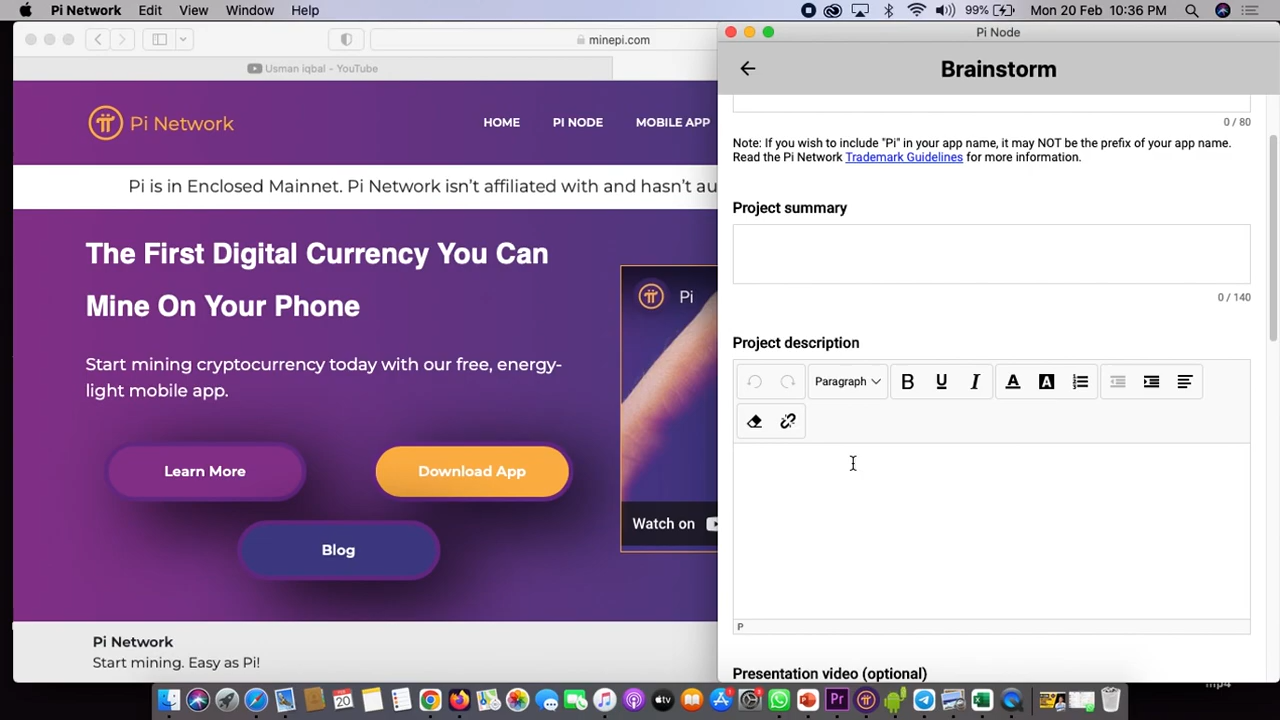 Pi Network Edit View Window Help 99% Mon 20 Feb 10:36 PM
minepi.com
Pi Node
Usman iqbal - YouTube
Brainstorm
Pi Network
HOME PI NODE MOBILE APP
0 / 80
Note: If you wish to include "Pi" in your app name, it may NOT be the prefix of your app name.
Read the Pi Network Trademark Guidelines for more information.
Pi is in Enclosed Mainnet. Pi Network isn't affiliated with and hasn't au
Project summary
0 / 140
The First Digital Currency You Can
Mine On Your Phone
Pi
Start mining cryptocurrency today with our free, energy-
light mobile app.
Project description
Paragraph B U I A A
Learn More
Download App
Watch on
Blog
P
Pi Network
Start mining. Easy as Pi!
Presentation video (optional)
20
Pr
mp4